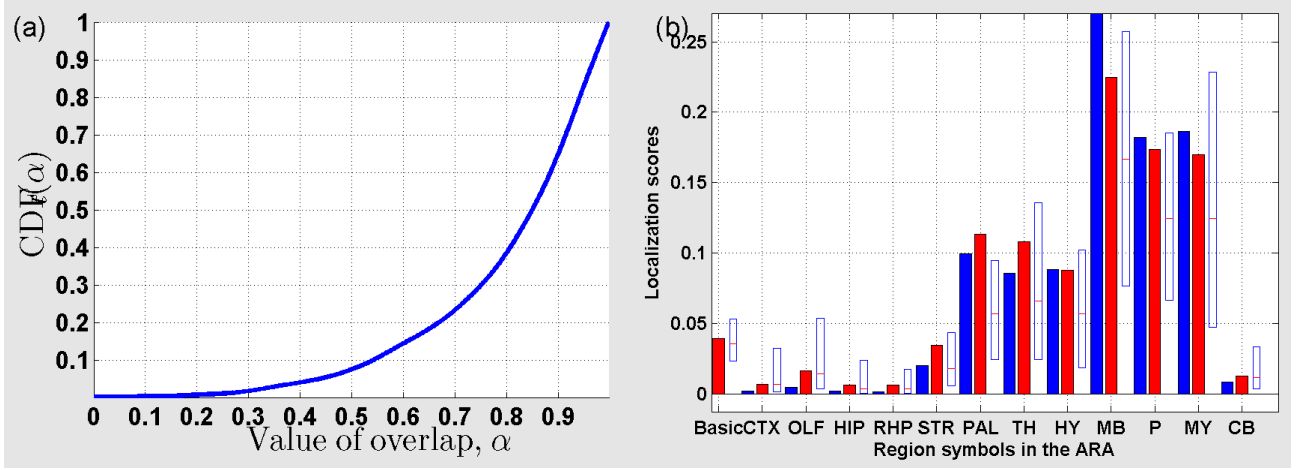 (a)
1
0.9
0.8
0.7
0.6
0.5
0.4
0.3
0.2
0.1
CDF(α)
0 0.1 0.2 0.3 0.4 0.5 0.6 0.7 0.8 0.9
Value of overlap, α
(b)
0.25
0.2
0.15
0.1
0.05
0
Localization scores
Basic CTX OLF HIP RHP STR PAL TH HY MB P MY CB
Region symbols in the ARA